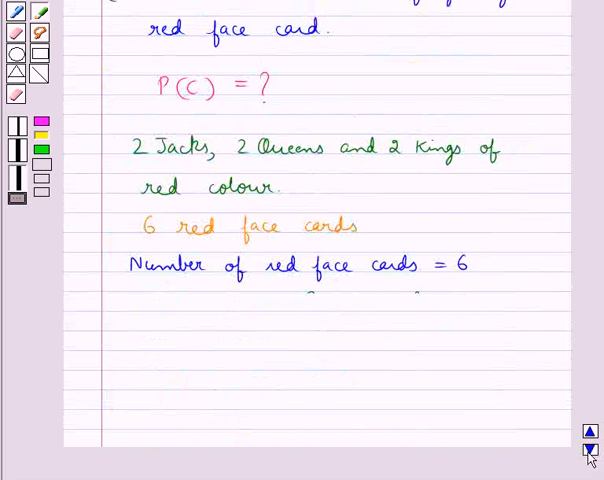 red face card.
P(C) = ?
2 Jacks, 2 Queens and 2 Kings of
red colour.
6 red face cards
Number of red face cards = 6